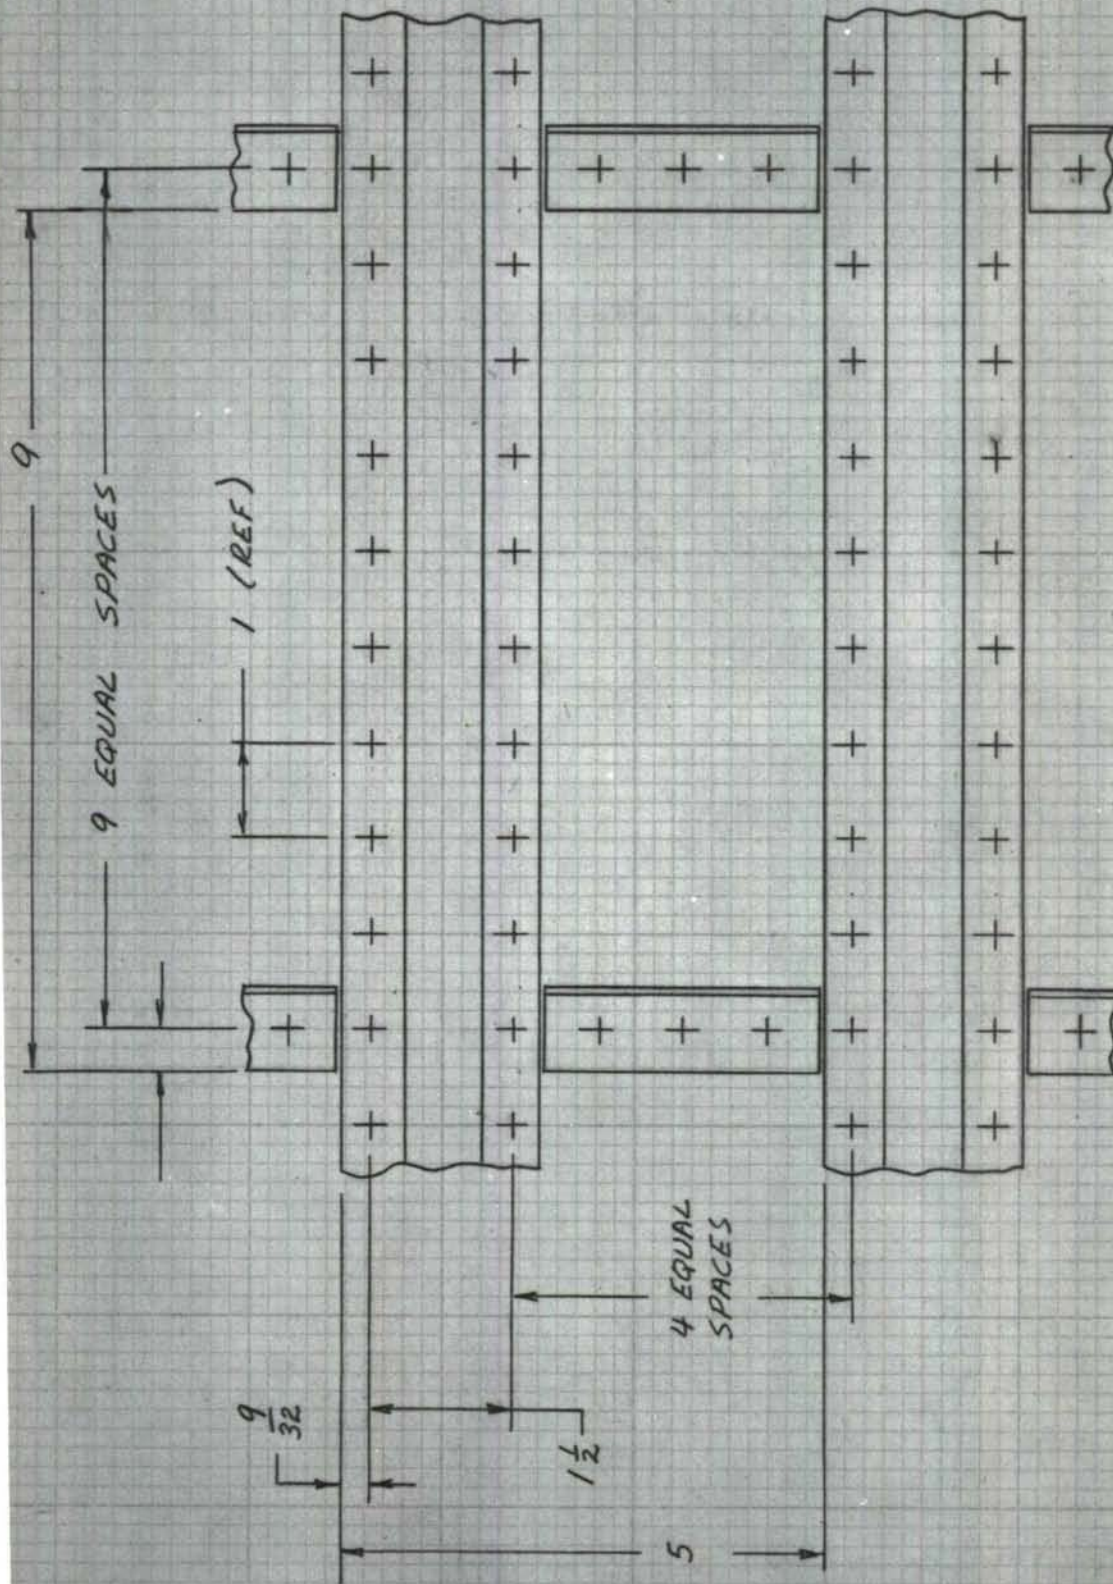 9
9 EQUAL SPACES
1 (REF)
9/32
1 1/2
4 EQUAL
SPACES
5